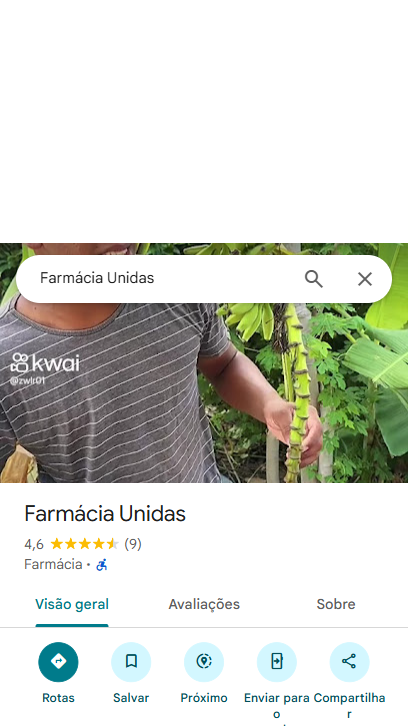 Farmácia Unidas
kwai
@zwlr01
Farmácia Unidas
4,6 (9)
Farmácia ·
Visão geral Avaliações Sobre
Rotas Salvar Próximo Enviar para o Compartilhar